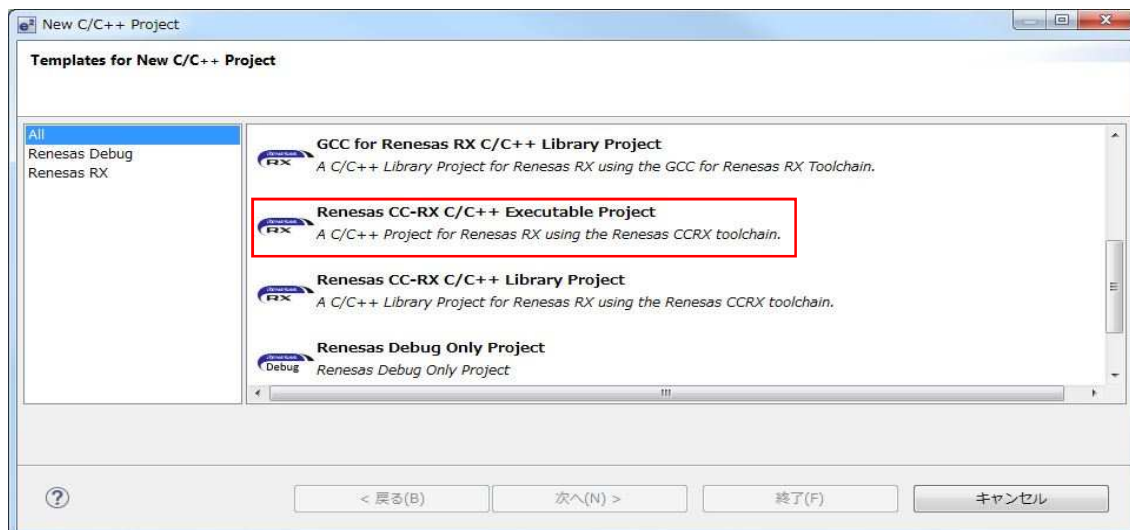 e² New C/C++ Project
Templates for New C/C++ Project
All
Renesas Debug
Renesas RX
GCC for Renesas RX C/C++ Library Project
RX A C/C++ Library Project for Renesas RX using the GCC for Renesas RX Toolchain.
Renesas CC-RX C/C++ Executable Project
RX A C/C++ Project for Renesas RX using the Renesas CCRX toolchain.
Renesas CC-RX C/C++ Library Project
RX A C/C++ Library Project for Renesas RX using the Renesas CCRX toolchain.
Renesas Debug Only Project
Debug Renesas Debug Only Project
? < 戻る(B) 次へ(N) > 終了(F) キャンセル